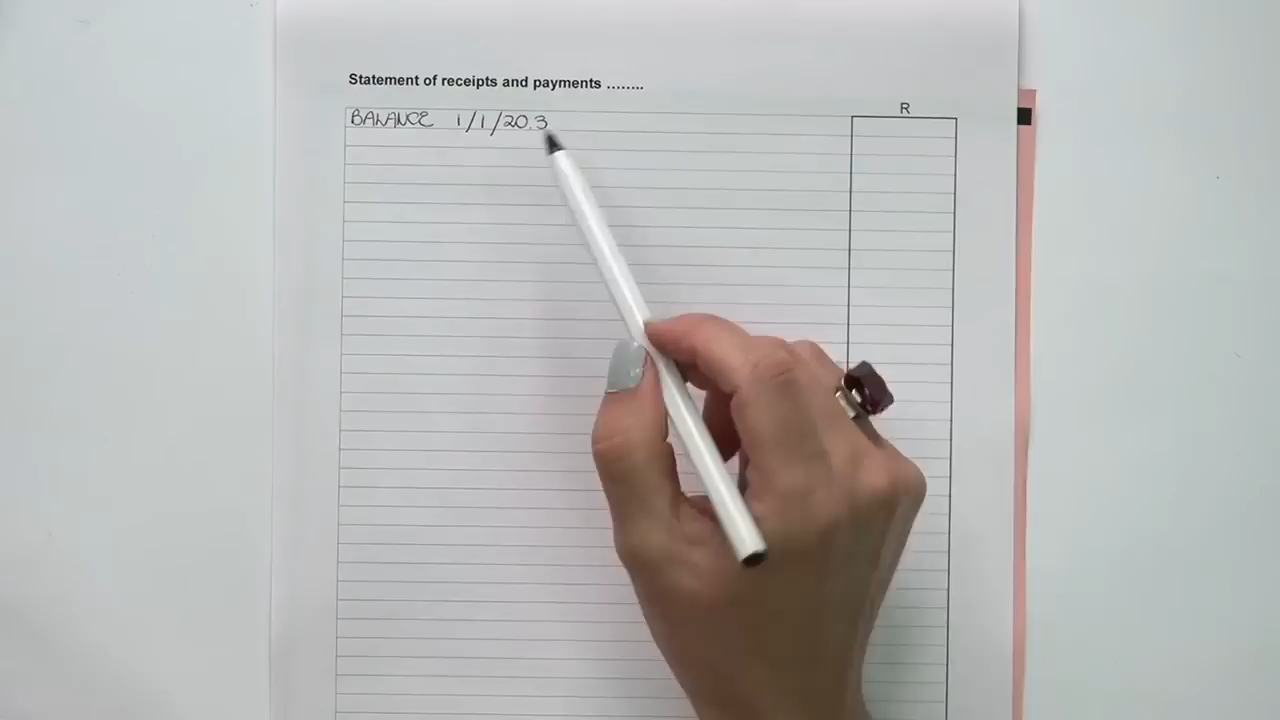 Statement of receipts and payments ........
R
BALANCE 1/1/20.3